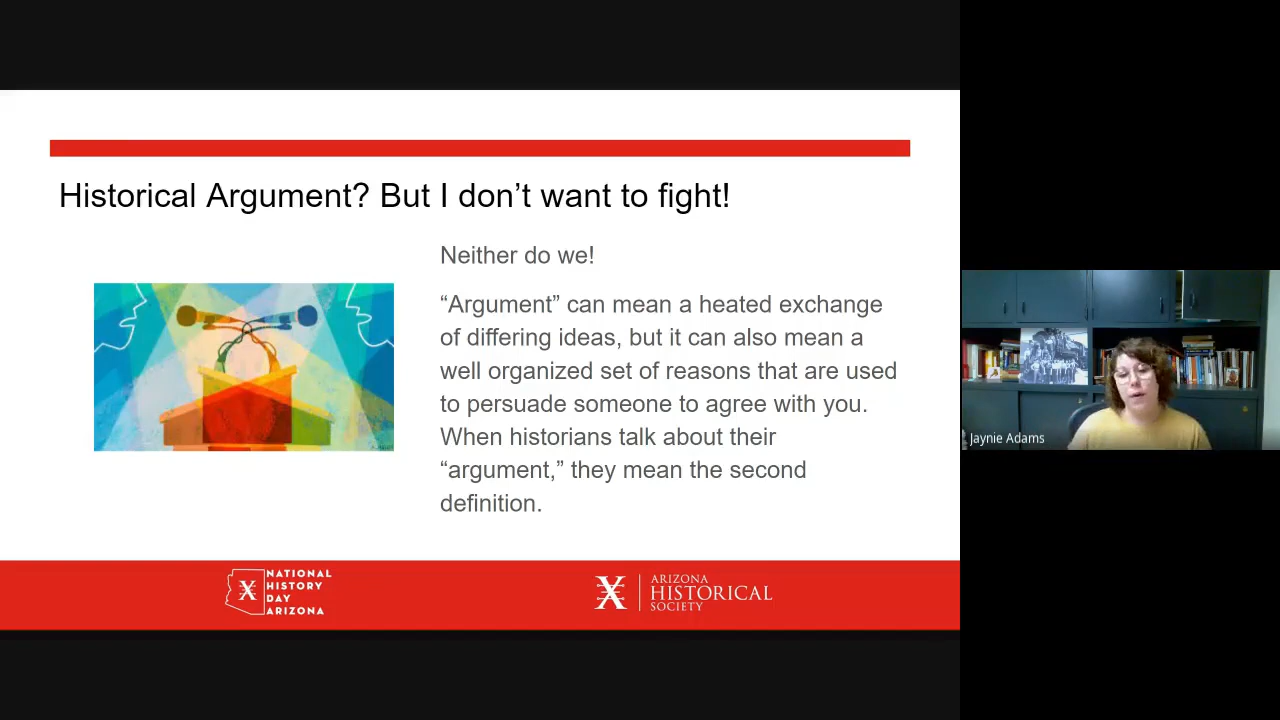 Historical Argument? But I don’t want to fight!
Neither do we!
“Argument” can mean a heated exchange
of differing ideas, but it can also mean a
well organized set of reasons that are used
to persuade someone to agree with you.
When historians talk about their
“argument,” they mean the second
definition.
NATIONAL
HISTORY
DAY
ARIZONA
ARIZONA
HISTORICAL
SOCIETY
Jaynie Adams